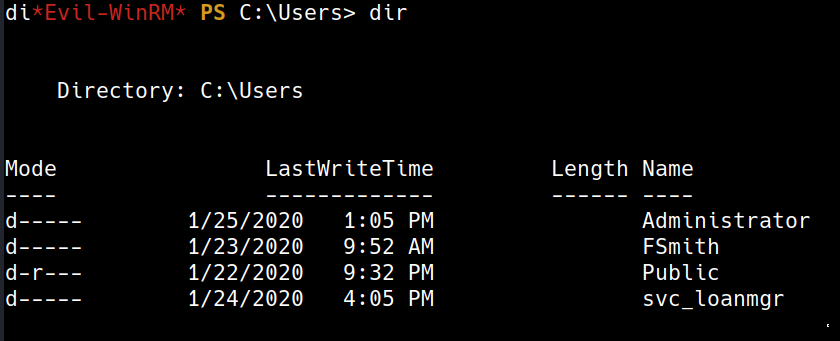 di*Evil-WinRM* PS C:\Users> dir
Directory: C:\Users
Mode                LastWriteTime         Length Name
----                -------------         ------ ----
d-----        1/25/2020   1:05 PM                Administrator
d-----        1/23/2020   9:52 AM                FSmith
d-r---        1/22/2020   9:32 PM                Public
d-----        1/24/2020   4:05 PM                svc_loanmgr